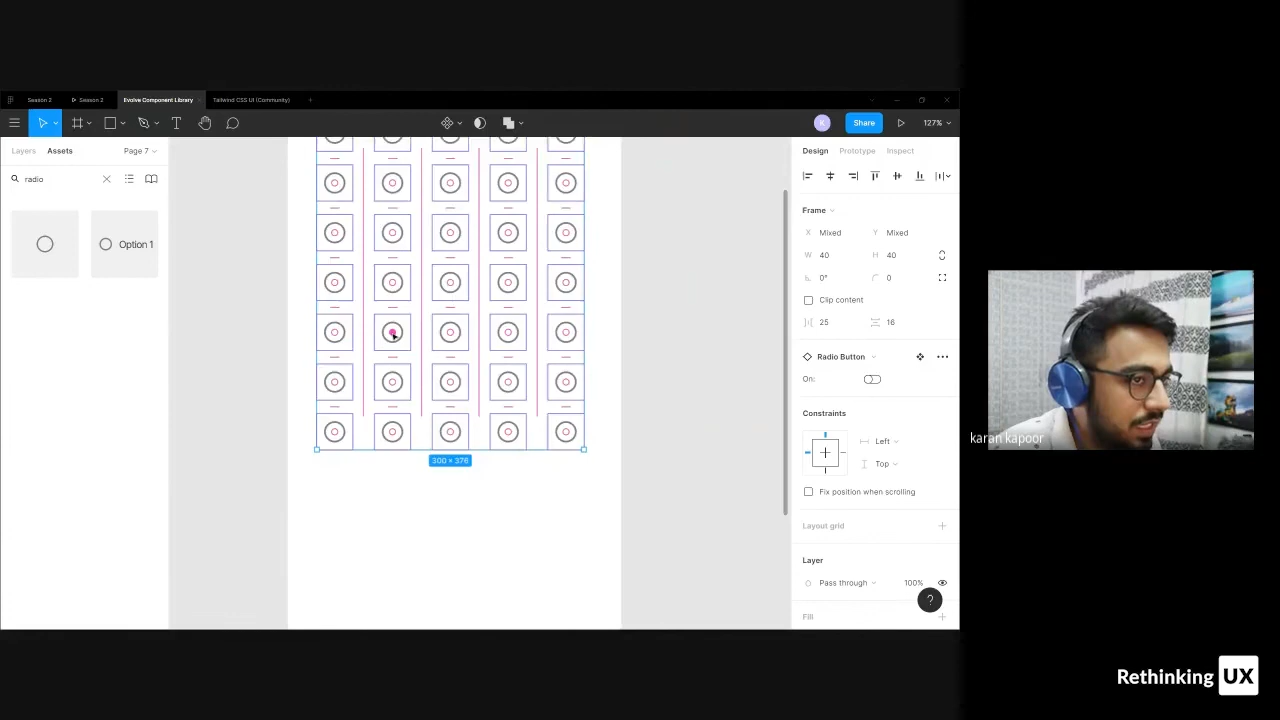 Season 2
Season 2
Evolve Component Library
Tailwind CSS UI (Community)
K
Share
127%
Layers
Assets
Page 7
radio
Option 1
300 × 376
Design
Prototype
Inspect
Frame
X Mixed
Y Mixed
W 40
H 40
0°
0
Clip content
25
16
Radio Button
On:
Constraints
Left
Top
Fix position when scrolling
Layout grid
Layer
Pass through
100%
?
Fill
karan kapoor
Rethinking UX